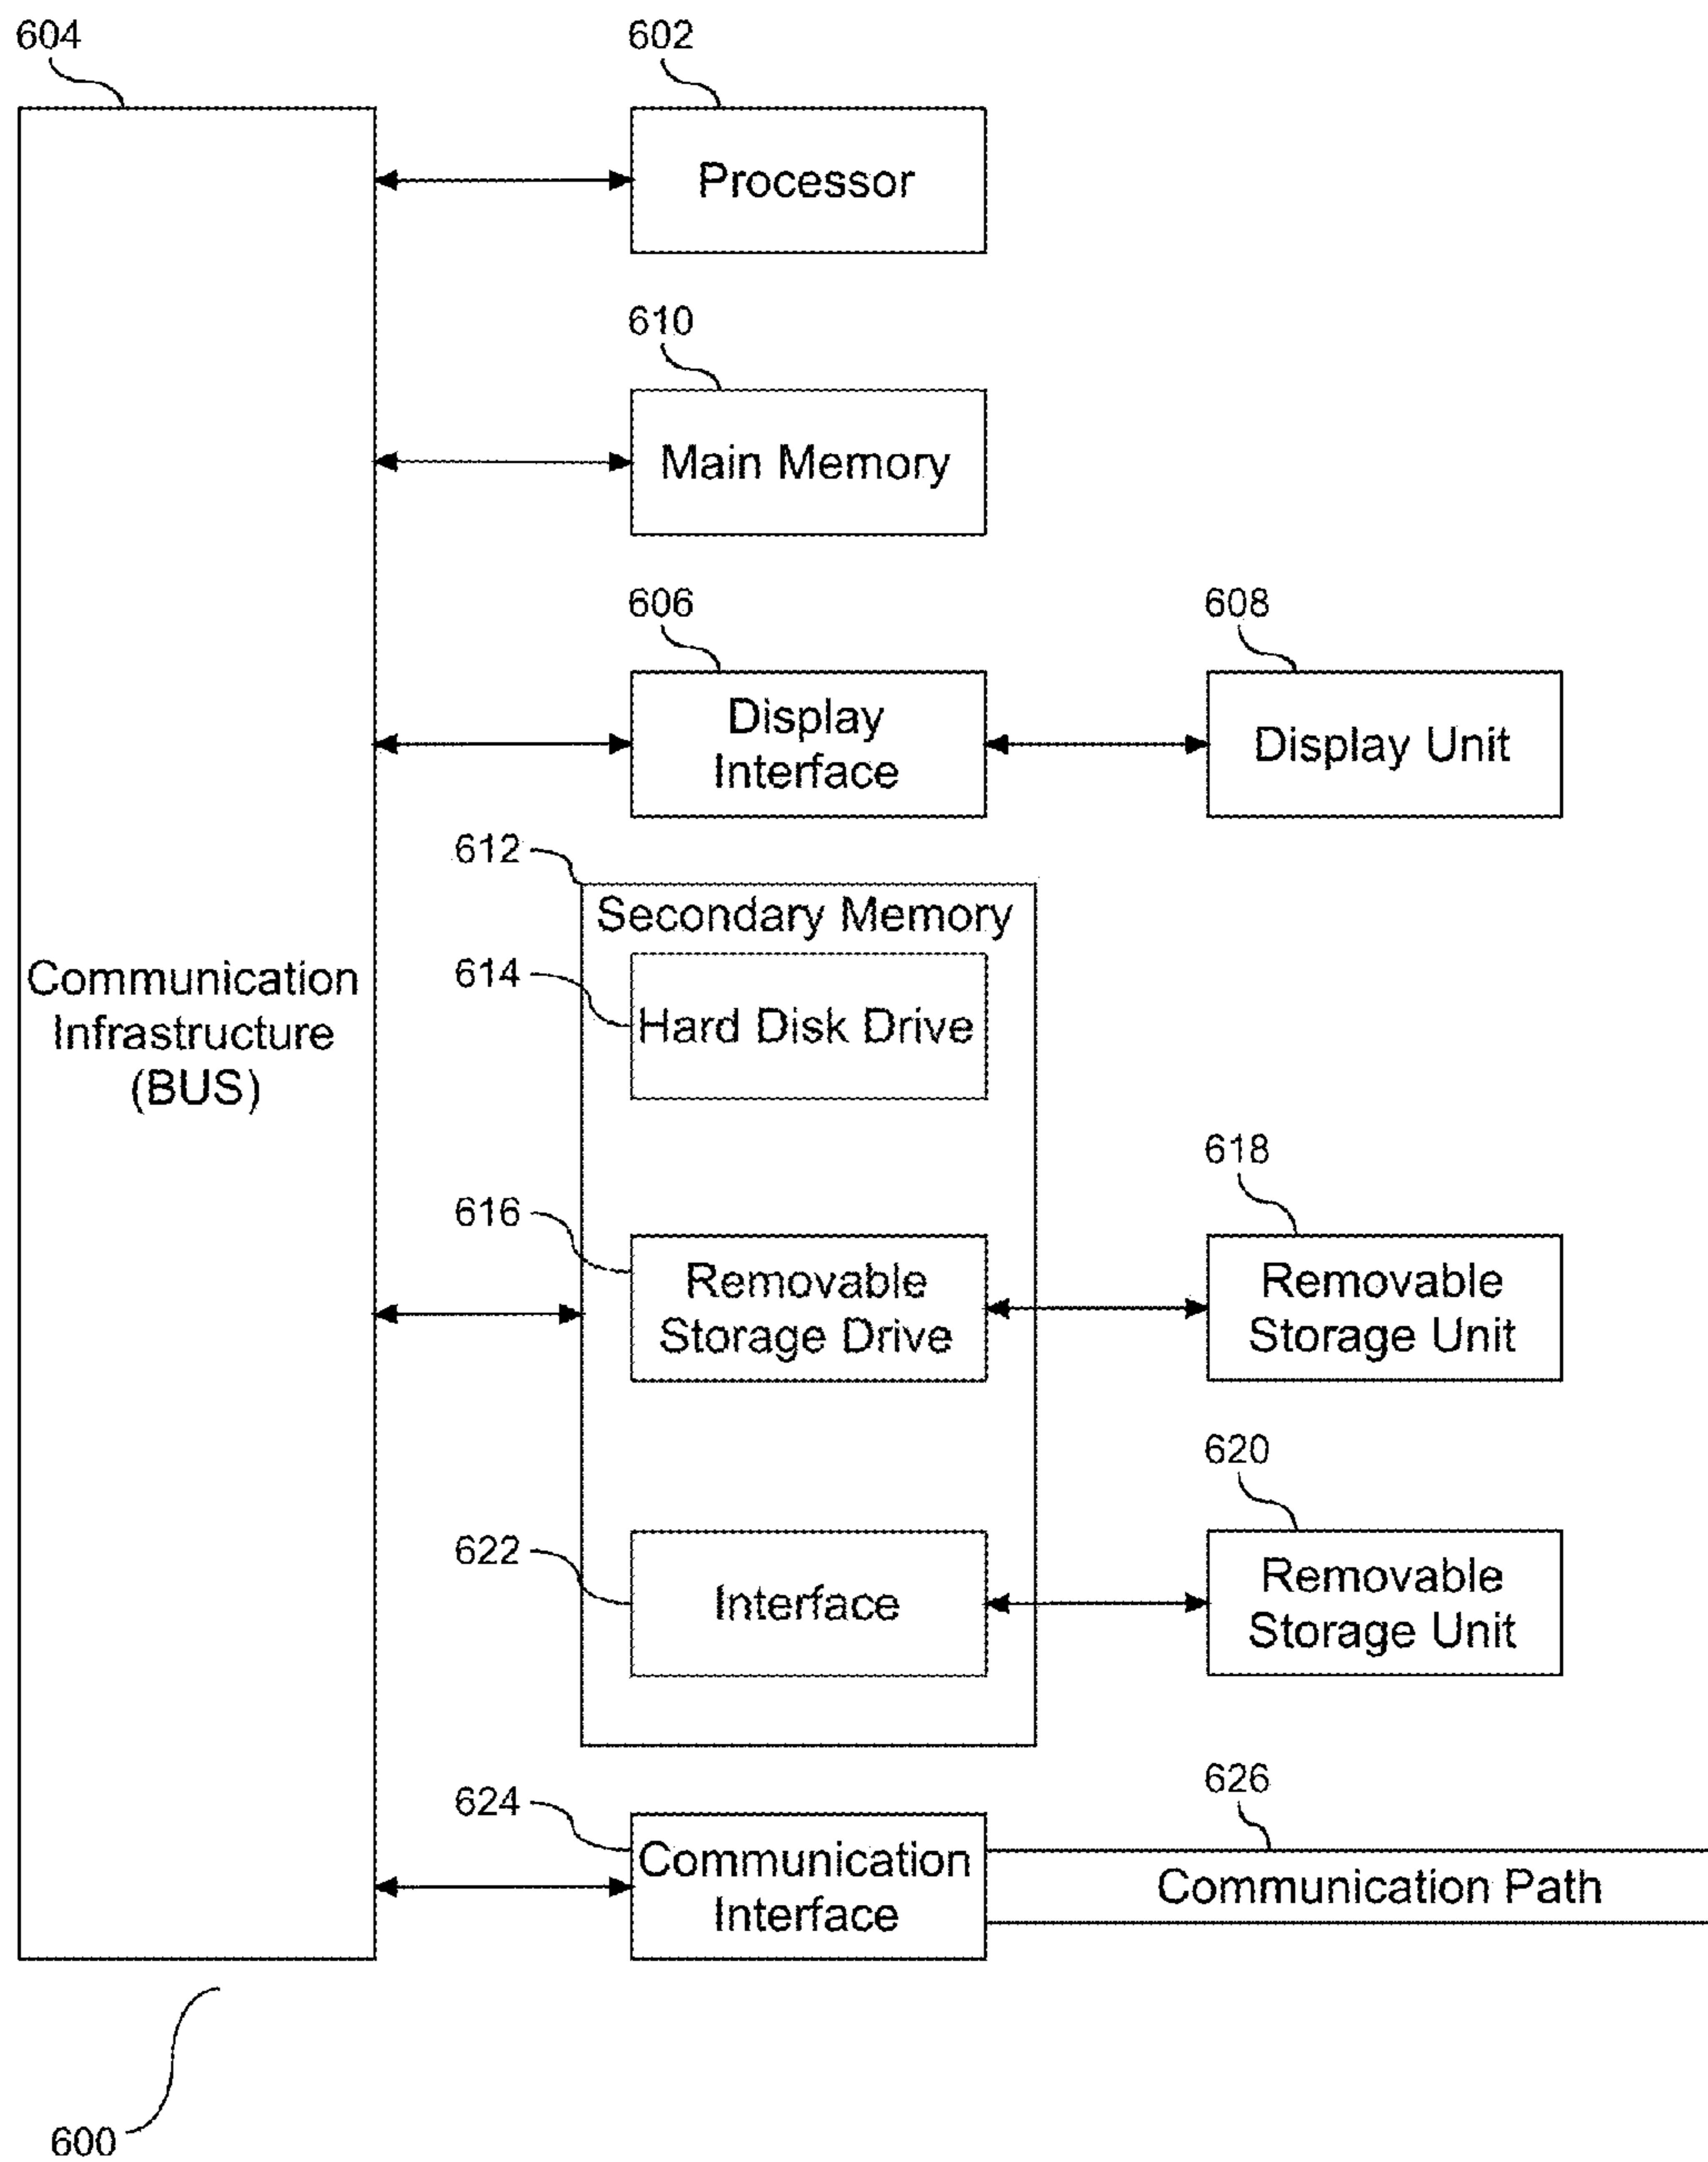 604
602
Processor
610
Main Memory
606
608
Display
Interface
Display Unit
612
Secondary Memory
614
Hard Disk Drive
Communication
Infrastructure
(BUS)
618
616
Removable
Storage Drive
Removable
Storage Unit
620
622
Interface
Removable
Storage Unit
626
624
Communication
Interface
Communication Path
600